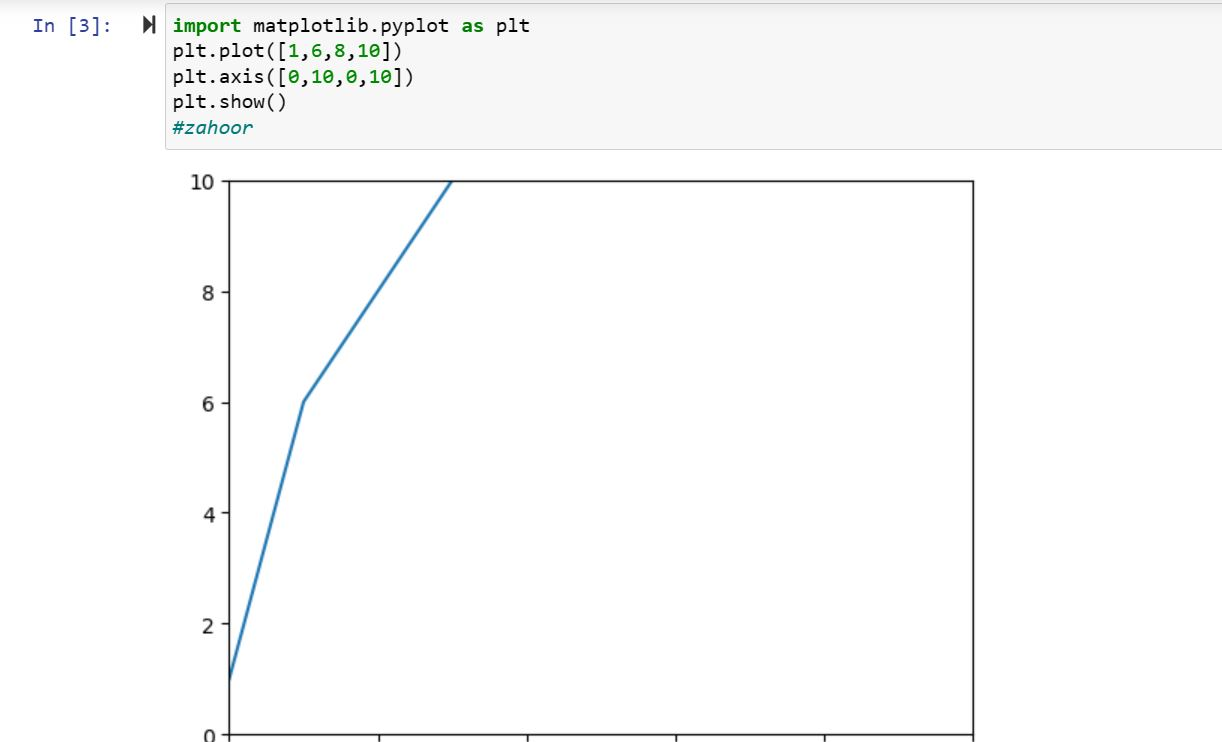 In [3]:
import matplotlib.pyplot as plt
plt.plot([1,6,8,10])
plt.axis([0,10,0,10])
plt.show()
#zahoor
10
8
6
4
2
0